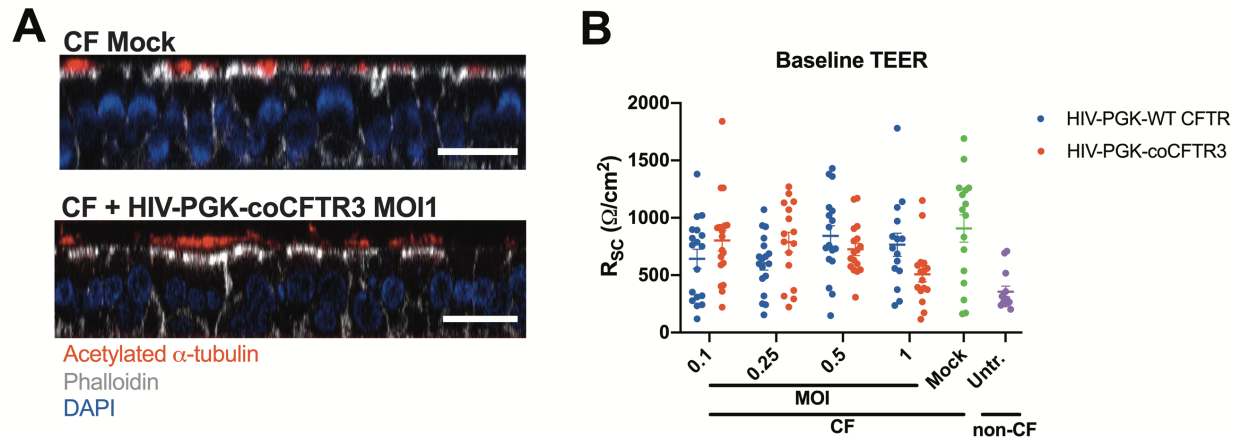 A
CF Mock
CF + HIV-PGK-coCFTR3 MOI1
Acetylated α-tubulin
Phalloidin
DAPI
B
Baseline TEER
2000
1500
1000
500
0
RSC (Ω/cm²)
HIV-PGK-WT CFTR
HIV-PGK-coCFTR3
0.1
0.25
0.5
1
Mock
Untr.
MOI
CF
non-CF